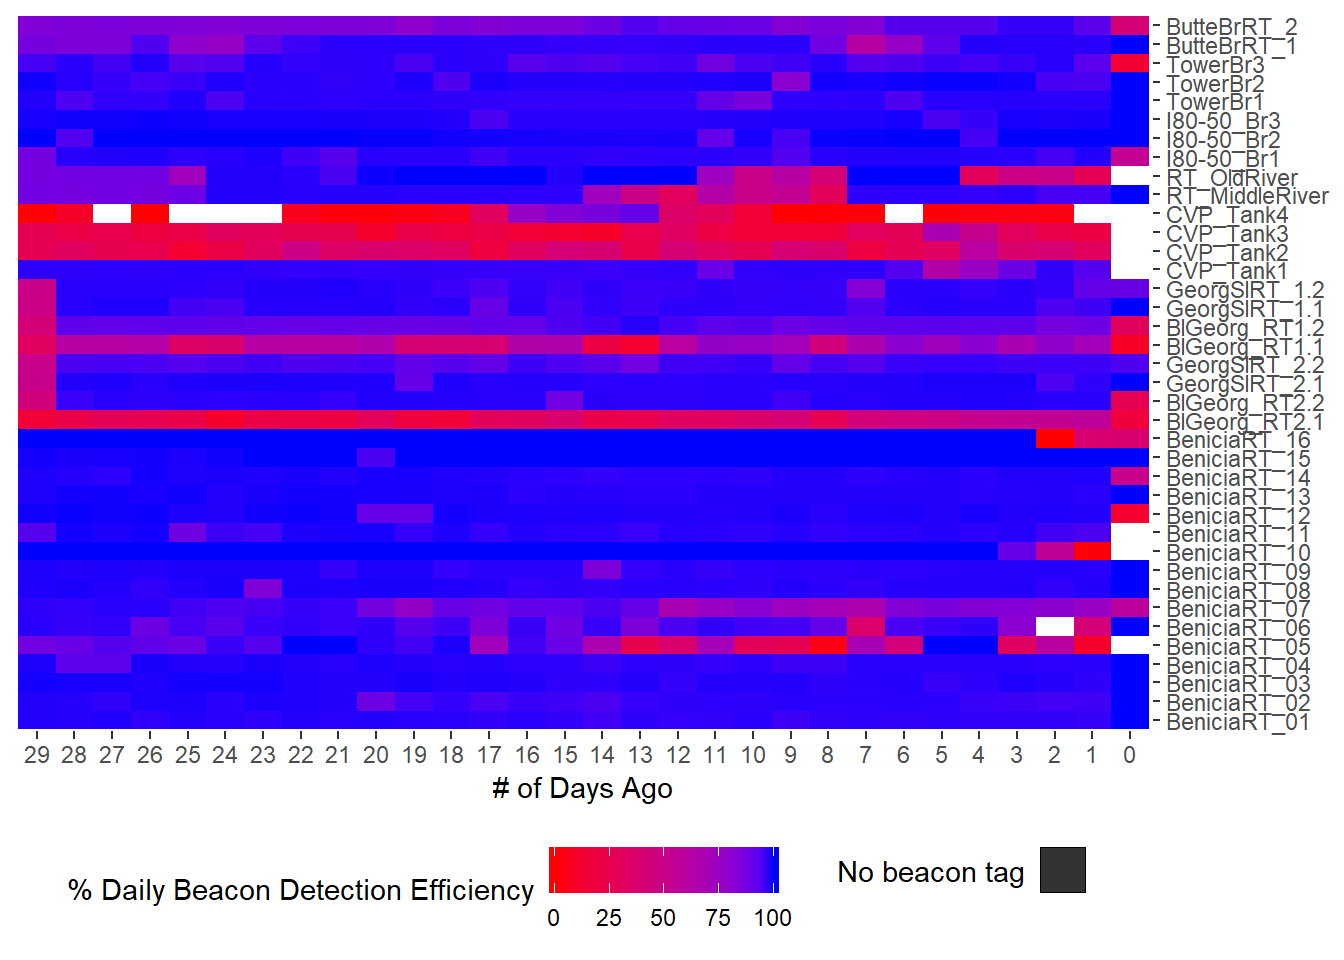 ButteBrRT_2
ButteBrRT_1
TowerBr3
TowerBr2
TowerBr1
I80-50_Br3
I80-50_Br2
I80-50_Br1
RT_OldRiver
RT_MiddleRiver
CVP_Tank4
CVP_Tank3
CVP_Tank2
CVP_Tank1
GeorgSlRT_1.2
GeorgSlRT_1.1
BlGeorg_RT1.2
BlGeorg_RT1.1
GeorgSlRT_2.2
GeorgSlRT_2.1
BlGeorg_RT2.2
BlGeorg_RT2.1
BeniciaRT_16
BeniciaRT_15
BeniciaRT_14
BeniciaRT_13
BeniciaRT_12
BeniciaRT_11
BeniciaRT_10
BeniciaRT_09
BeniciaRT_08
BeniciaRT_07
BeniciaRT_06
BeniciaRT_05
BeniciaRT_04
BeniciaRT_03
BeniciaRT_02
BeniciaRT_01
29 28 27 26 25 24 23 22 21 20 19 18 17 16 15 14 13 12 11 10 9 8 7 6 5 4 3 2 1 0
# of Days Ago
% Daily Beacon Detection Efficiency
0 25 50 75 100
No beacon tag